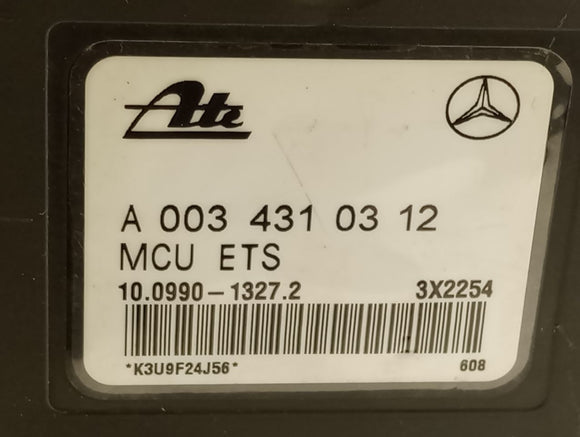 Ate
A 003 431 03 12
MCU ETS
10.0990-1327.2 3X2254
*K3U9F24J56* 608